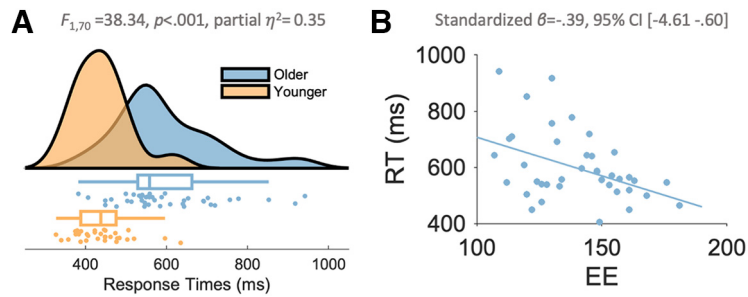 A
F1,70 =38.34, p<.001, partial η²= 0.35
Older
Younger
400 600 800 1000
Response Times (ms)
B
Standardized β=-.39, 95% CI [-4.61 -.60]
1000
800
600
400
RT (ms)
100 150 200
EE